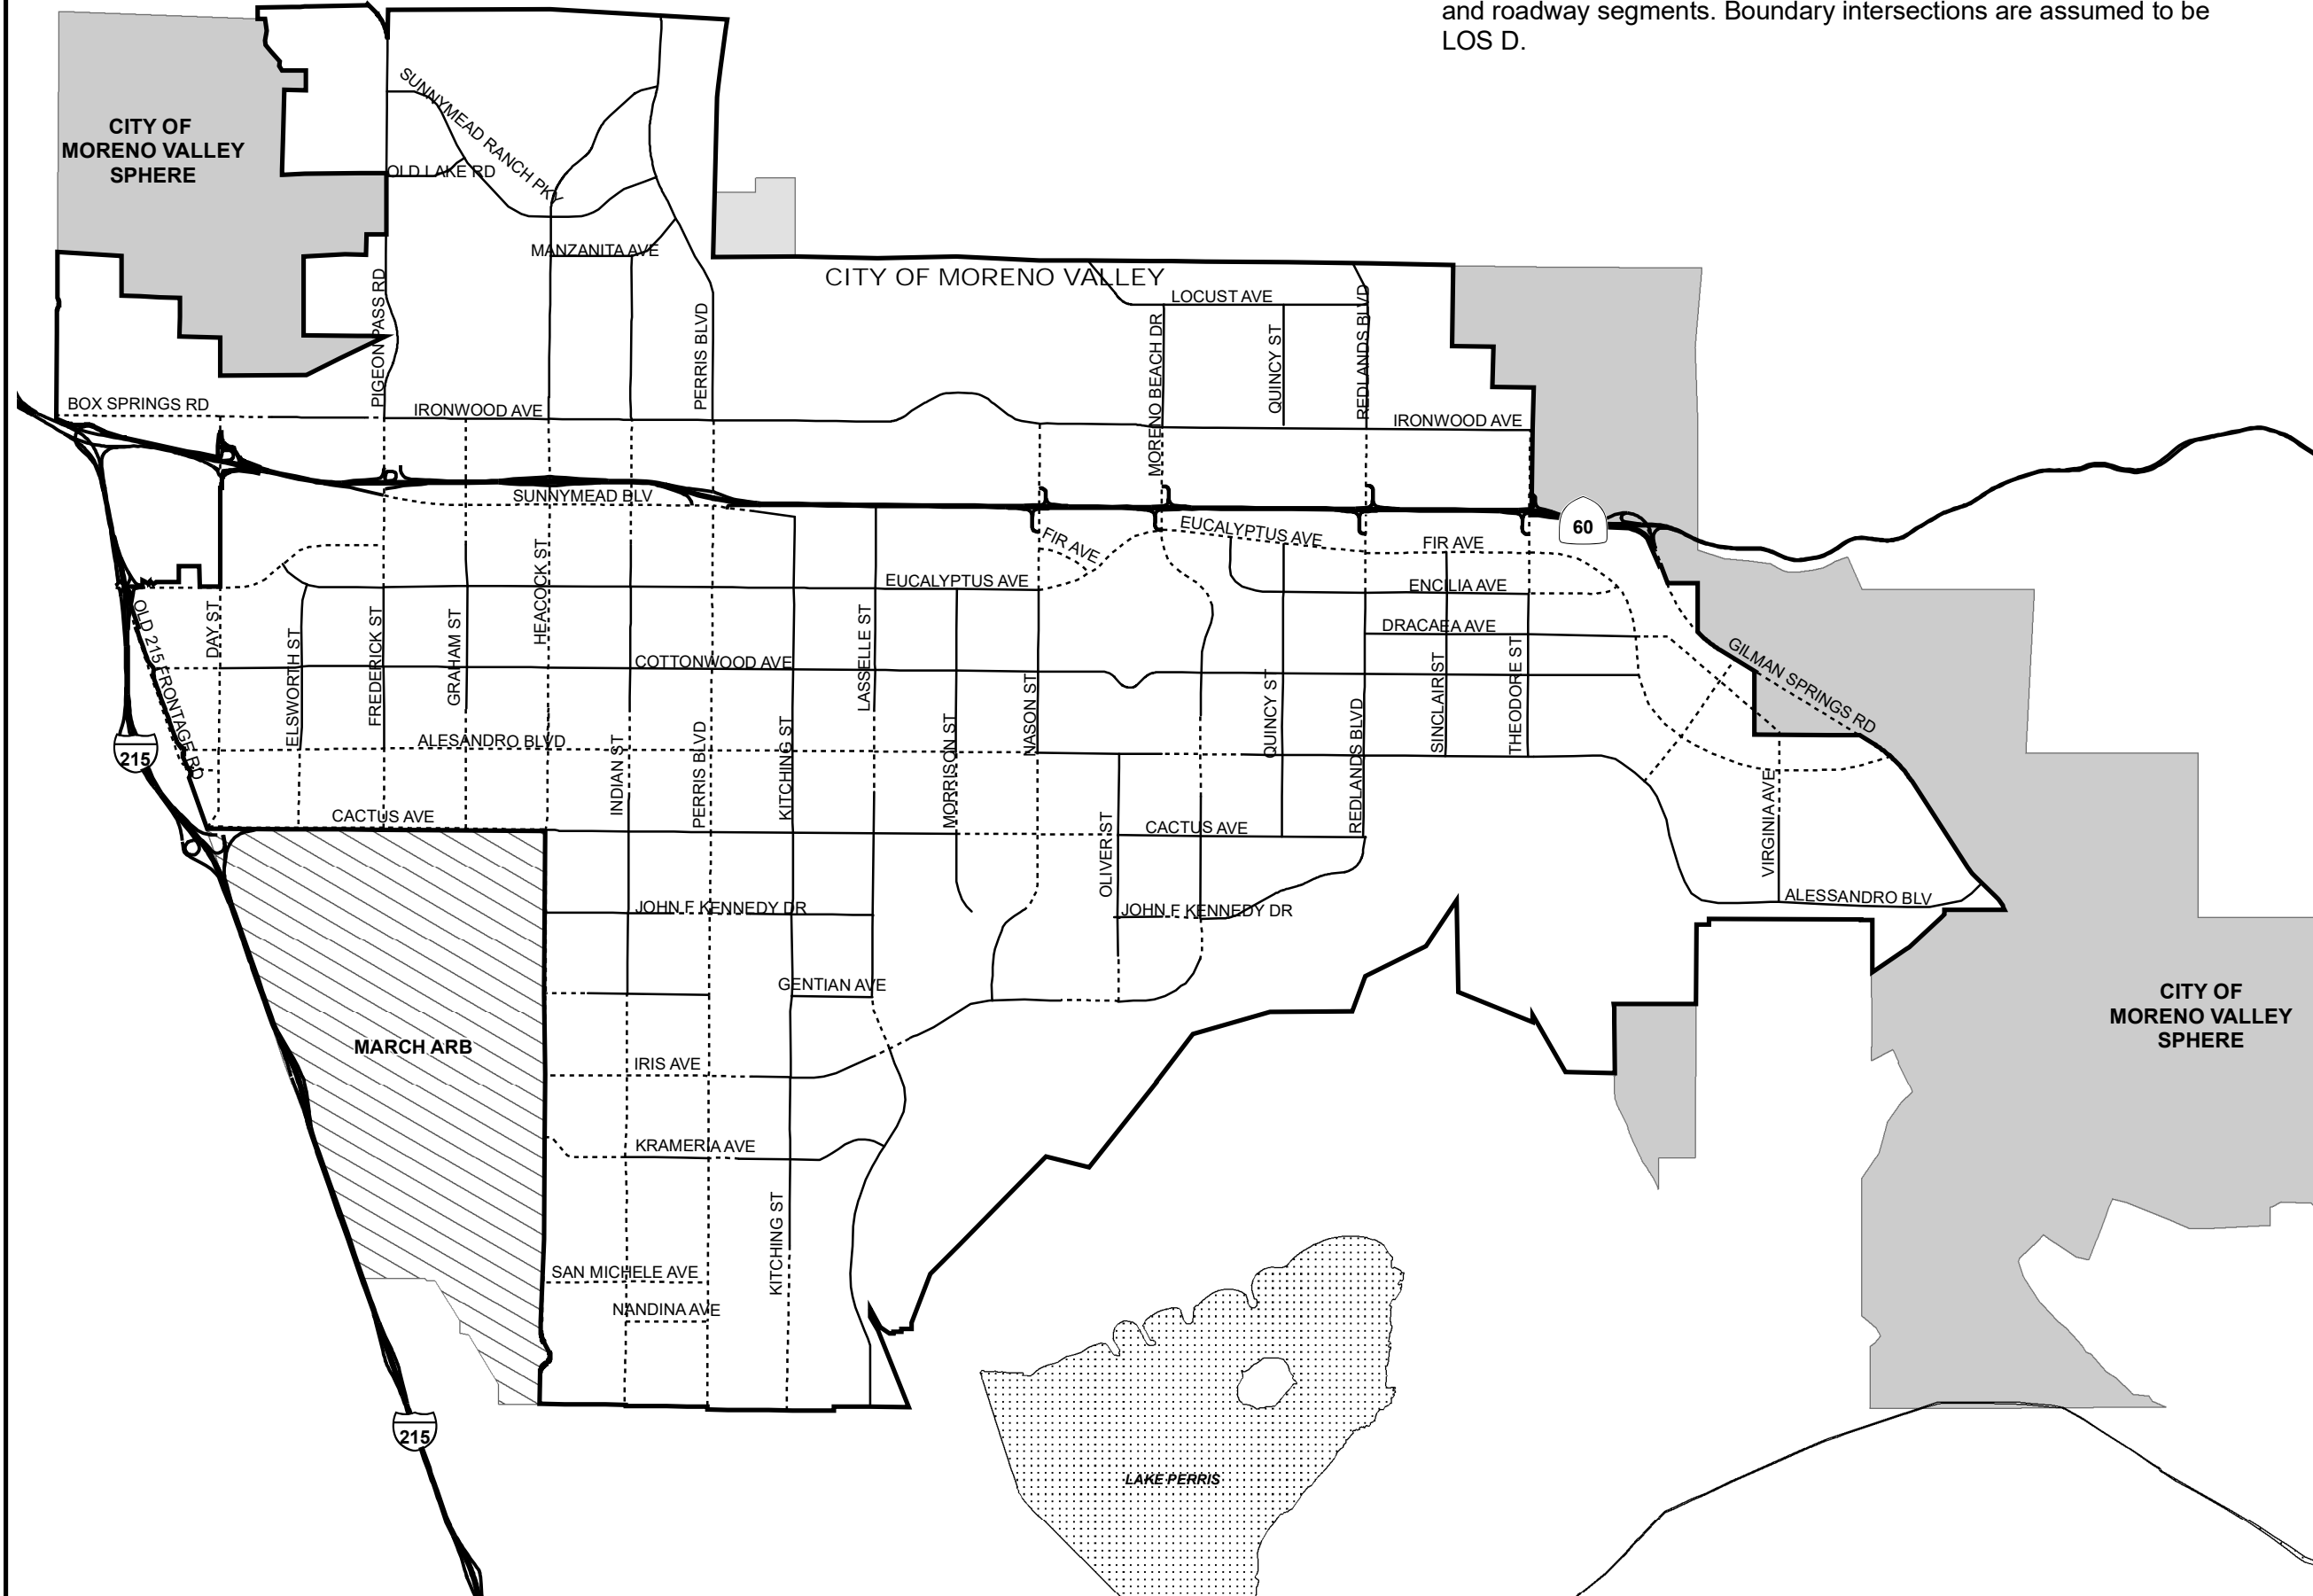 and roadway segments. Boundary intersections are assumed to be
LOS D.
CITY OF
MORENO VALLEY
SPHERE
SUNNYMEAD RANCH PKY
OLD LAKE RD
MANZANITA AVE
PIGEON PASS RD
PERRIS BLVD
CITY OF MORENO VALLEY
LOCUST AVE
MORENO BEACH DR
QUINCY ST
REDLANDS BLVD
BOX SPRINGS RD
IRONWOOD AVE
IRONWOOD AVE
SUNNYMEAD BLV
60
FIR AVE
EUCALYPTUS AVE
FIR AVE
EUCALYPTUS AVE
ENCILIA AVE
DRACAEA AVE
OLD 215 FRONTAGE RD
DAY ST
ELSWORTH ST
FREDERICK ST
GRAHAM ST
HEACOCK ST
COTTONWOOD AVE
LASSELLE ST
NASON ST
QUINCY ST
REDLANDS BLVD
SINCLAIR ST
THEODORE ST
GILMAN SPRINGS RD
215
ALESANDRO BLVD
INDIAN ST
PERRIS BLVD
KITCHING ST
MORRISON ST
OLIVER ST
VIRGINIA AVE
CACTUS AVE
CACTUS AVE
JOHN F KENNEDY DR
JOHN F KENNEDY DR
ALESSANDRO BLV
GENTIAN AVE
CITY OF
MORENO VALLEY
SPHERE
MARCH ARB
IRIS AVE
KRAMERIA AVE
KITCHING ST
SAN MICHELE AVE
NANDINA AVE
215
LAKE PERRIS